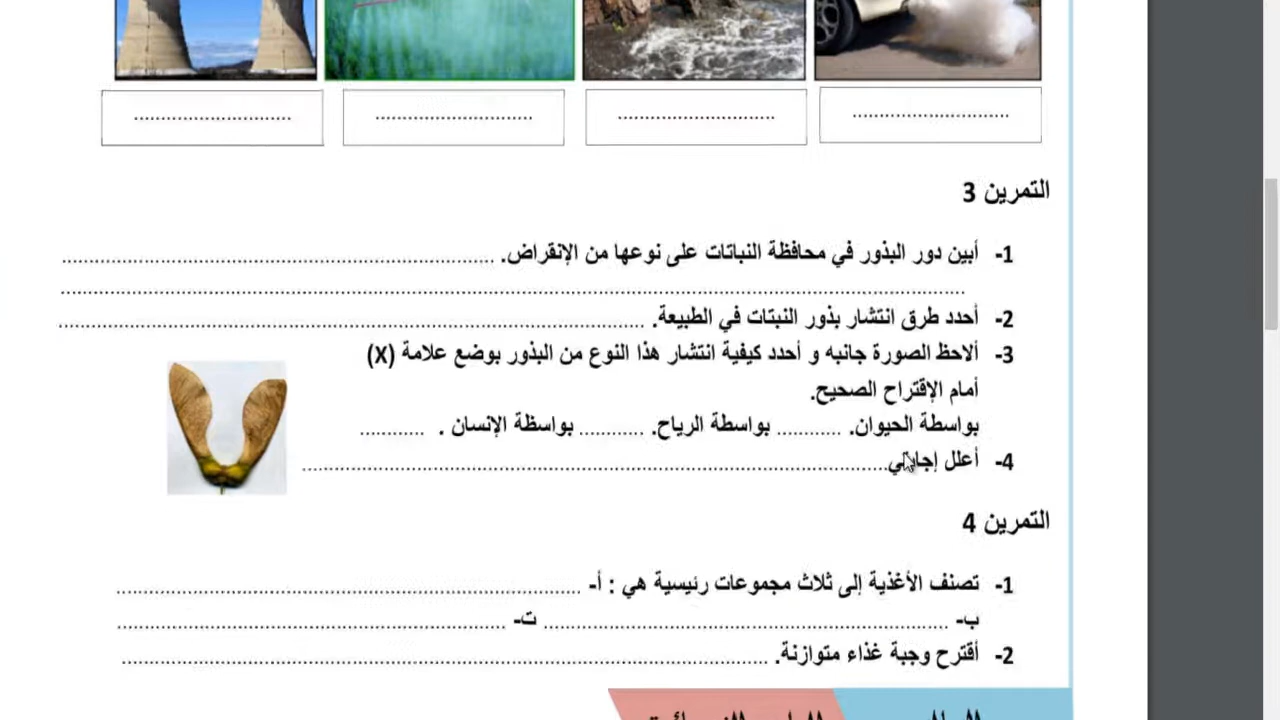 التمرين 3
1- أبين دور البذور في محافظة النباتات على نوعها من الإنقراض. ............................................
............................................................................................
2- أحدد طرق انتشار بذور النبتات في الطبيعة. ............................................
3- ألاحظ الصورة جانبه و أحدد كيفية انتشار هذا النوع من البذور بوضع علامة (X)
أمام الإقتراح الصحيح.
بواسطة الحيوان. ............ بواسطة الرياح. ............ بواسظة الإنسان . ............
4- أعلل إجابتي............................................
التمرين 4
1- تصنف الأغذية إلى ثلاث مجموعات رئيسية هي : أ- ............................................
ب- ............................................ ت- ............................................
2- أقترح وجبة غذاء متوازنة. ............................................